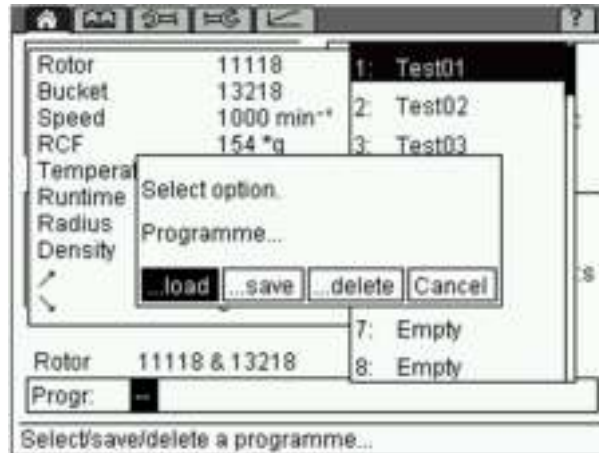 ?
Rotor 11118
Bucket 13218
Speed 1000 min⁻¹
RCF 154 *g
Runtime
Radius
Density
1: Test01
2: Test02
3: Test03
Select option.
Programme...
...load ...save ...delete Cancel
7: Empty
8: Empty
Rotor 11118 & 13218
Progr: --
Select/save/delete a programme...